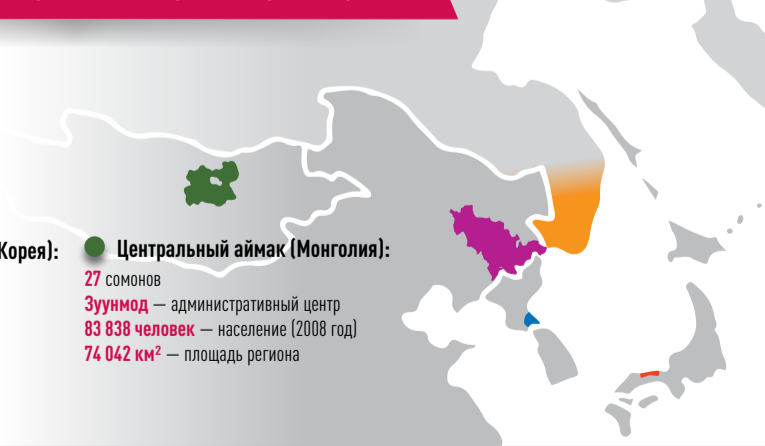 Корея):
Центральный аймак (Монголия):
27 сомонов
Зуунмод — административный центр
83 838 человек — население (2008 год)
74 042 км² — площадь региона